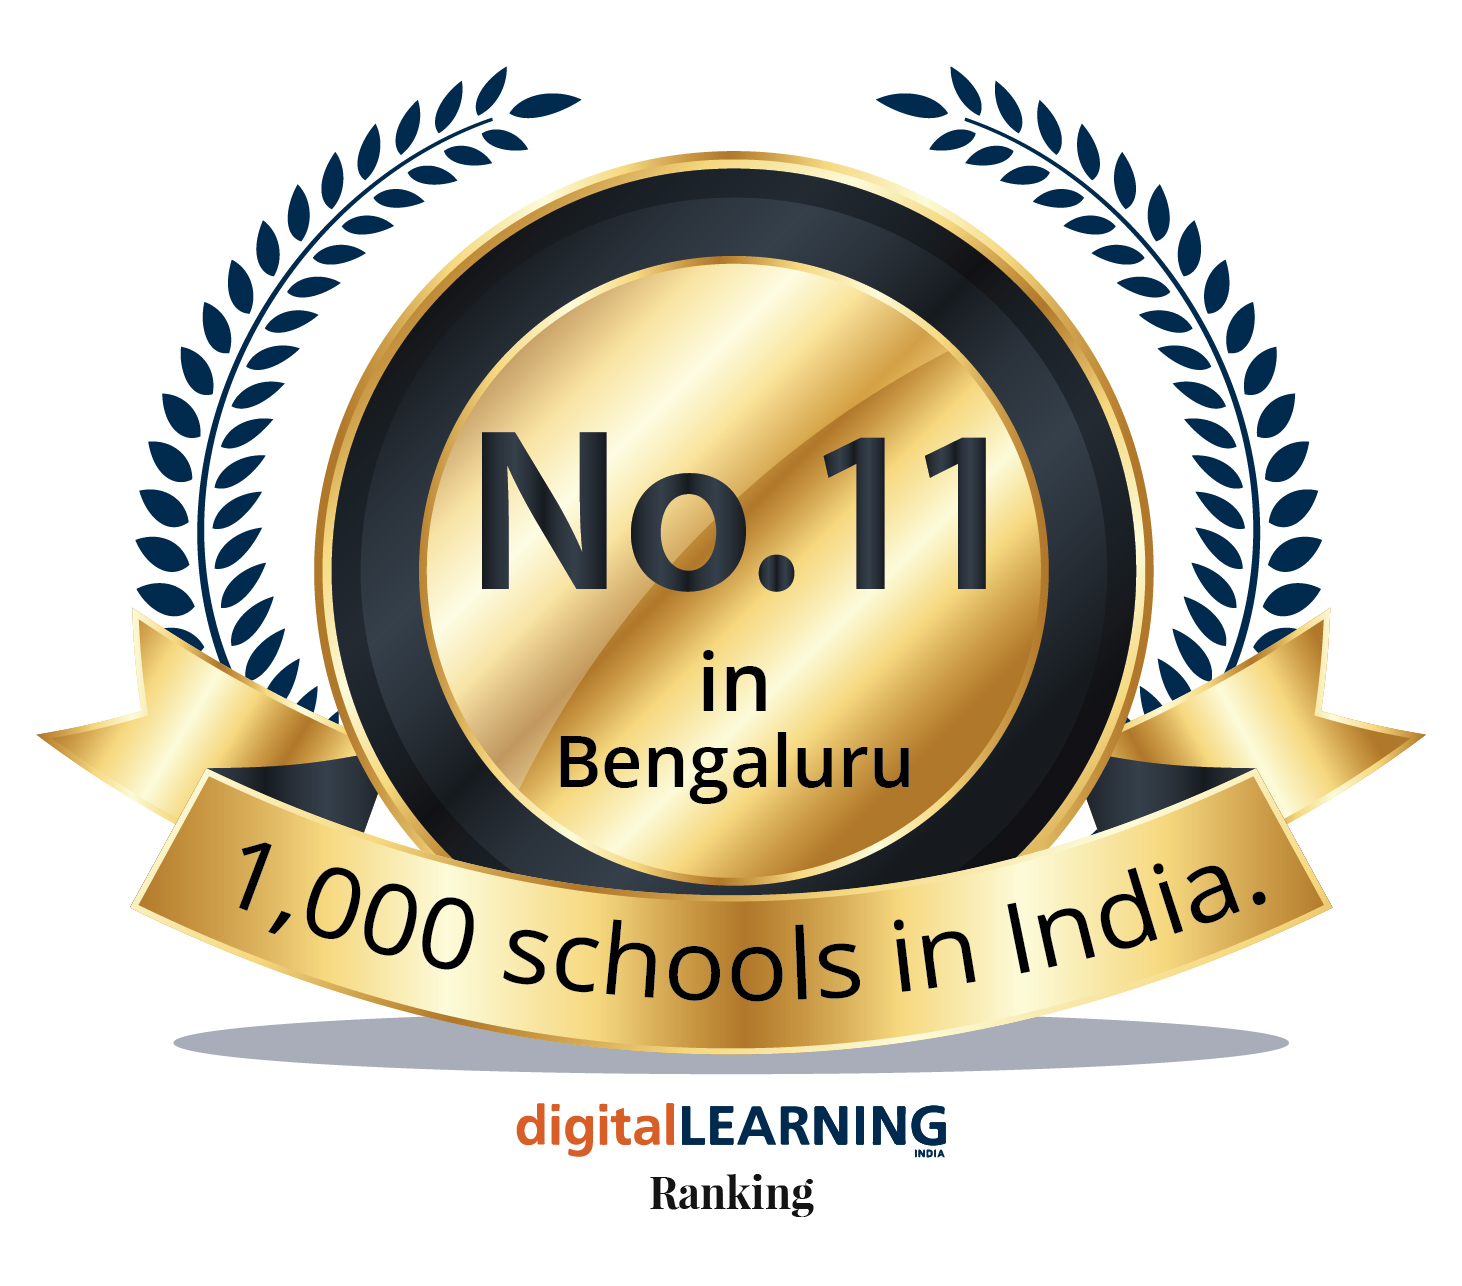 No.11
in
Bengaluru
1,000 schools in India.
digitalLEARNING
INDIA
Ranking